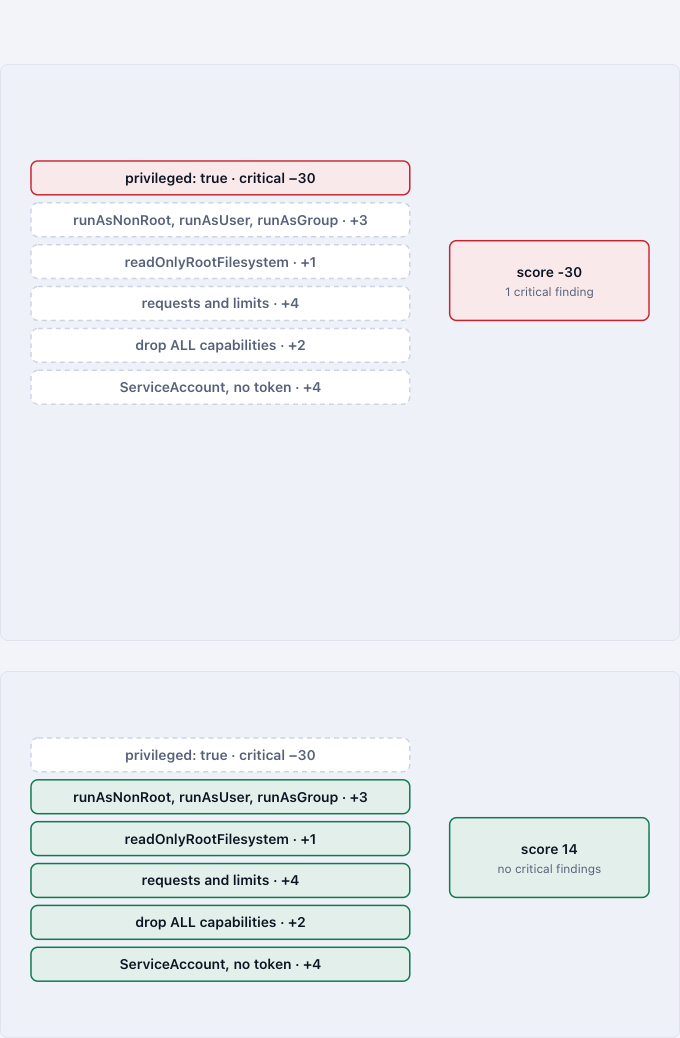 privileged: true · critical −30
runAsNonRoot, runAsUser, runAsGroup · +3
readOnlyRootFilesystem · +1
requests and limits · +4
drop ALL capabilities · +2
ServiceAccount, no token · +4
score -30
1 critical finding
privileged: true · critical −30
runAsNonRoot, runAsUser, runAsGroup · +3
readOnlyRootFilesystem · +1
requests and limits · +4
drop ALL capabilities · +2
ServiceAccount, no token · +4
score 14
no critical findings